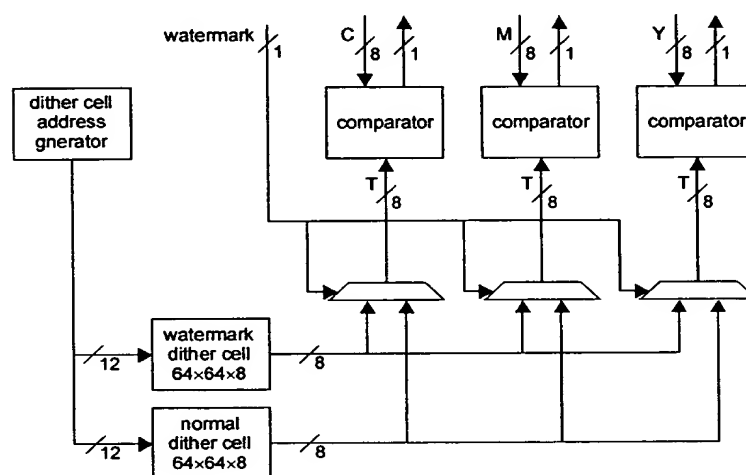 watermark 1 C 8 1 M 8 1 Y 8 1
dither cell
address
gnerator
comparator comparator comparator
T 8 T 8 T 8
watermark
dither cell
64×64×8
12 8
normal
dither cell
64×64×8
12 8